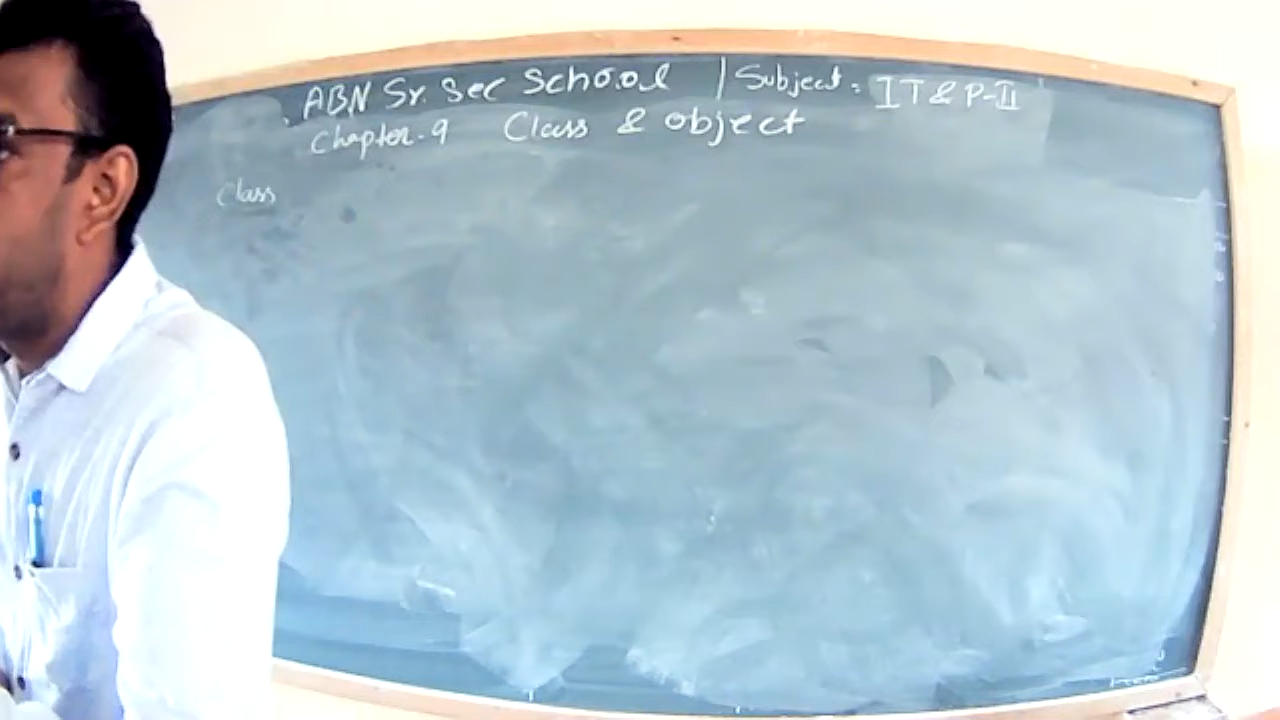 ABN Sr. Sec School | Subject: IT & P-II
Chapter-9 Class & object
Class